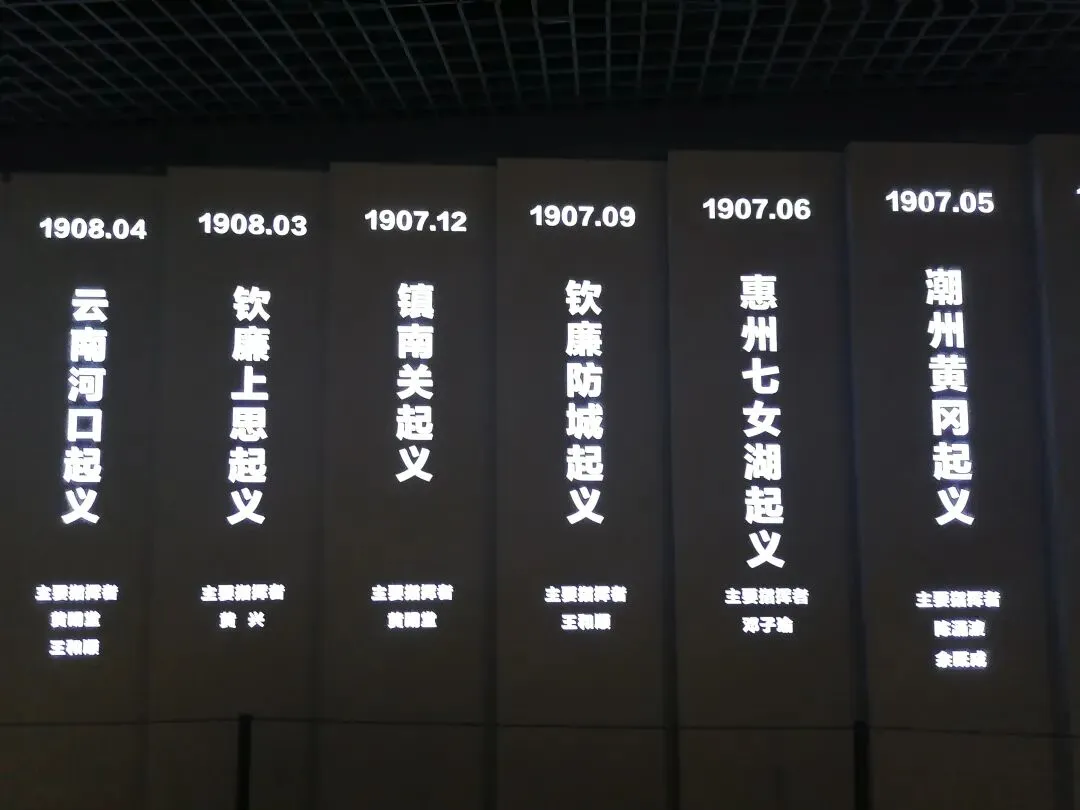 1908.04
云南河口起义
主要指挥者
黄明堂
王和顺
1908.03
钦廉上思起义
主要指挥者
黄 兴
1907.12
镇南关起义
主要指挥者
黄明堂
1907.09
钦廉防城起义
主要指挥者
王和顺
1907.06
惠州七女湖起义
主要指挥者
邓子瑜
1907.05
潮州黄冈起义
主要指挥者
陈涌波
余既成